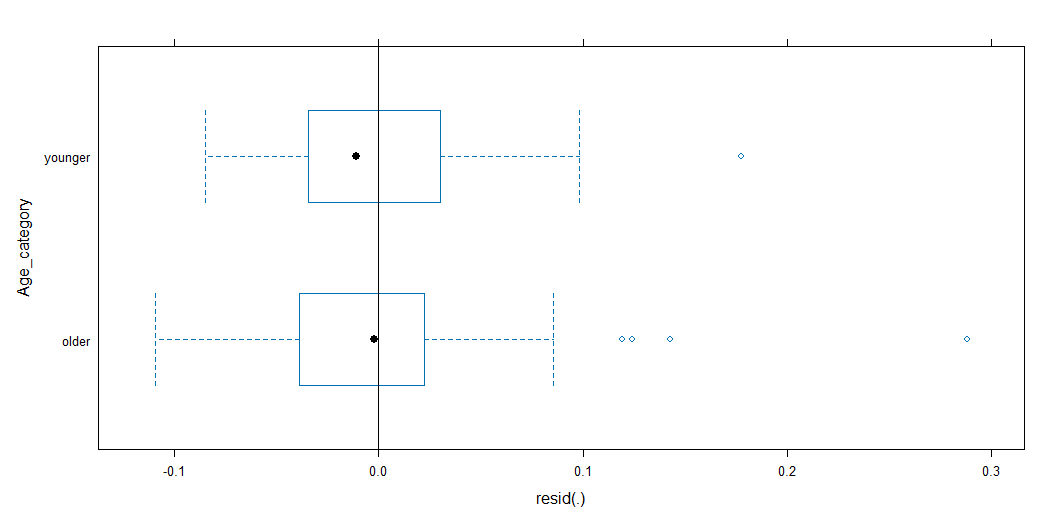 younger
older
Age_category
-0.1 0.0 0.1 0.2 0.3
resid(.)